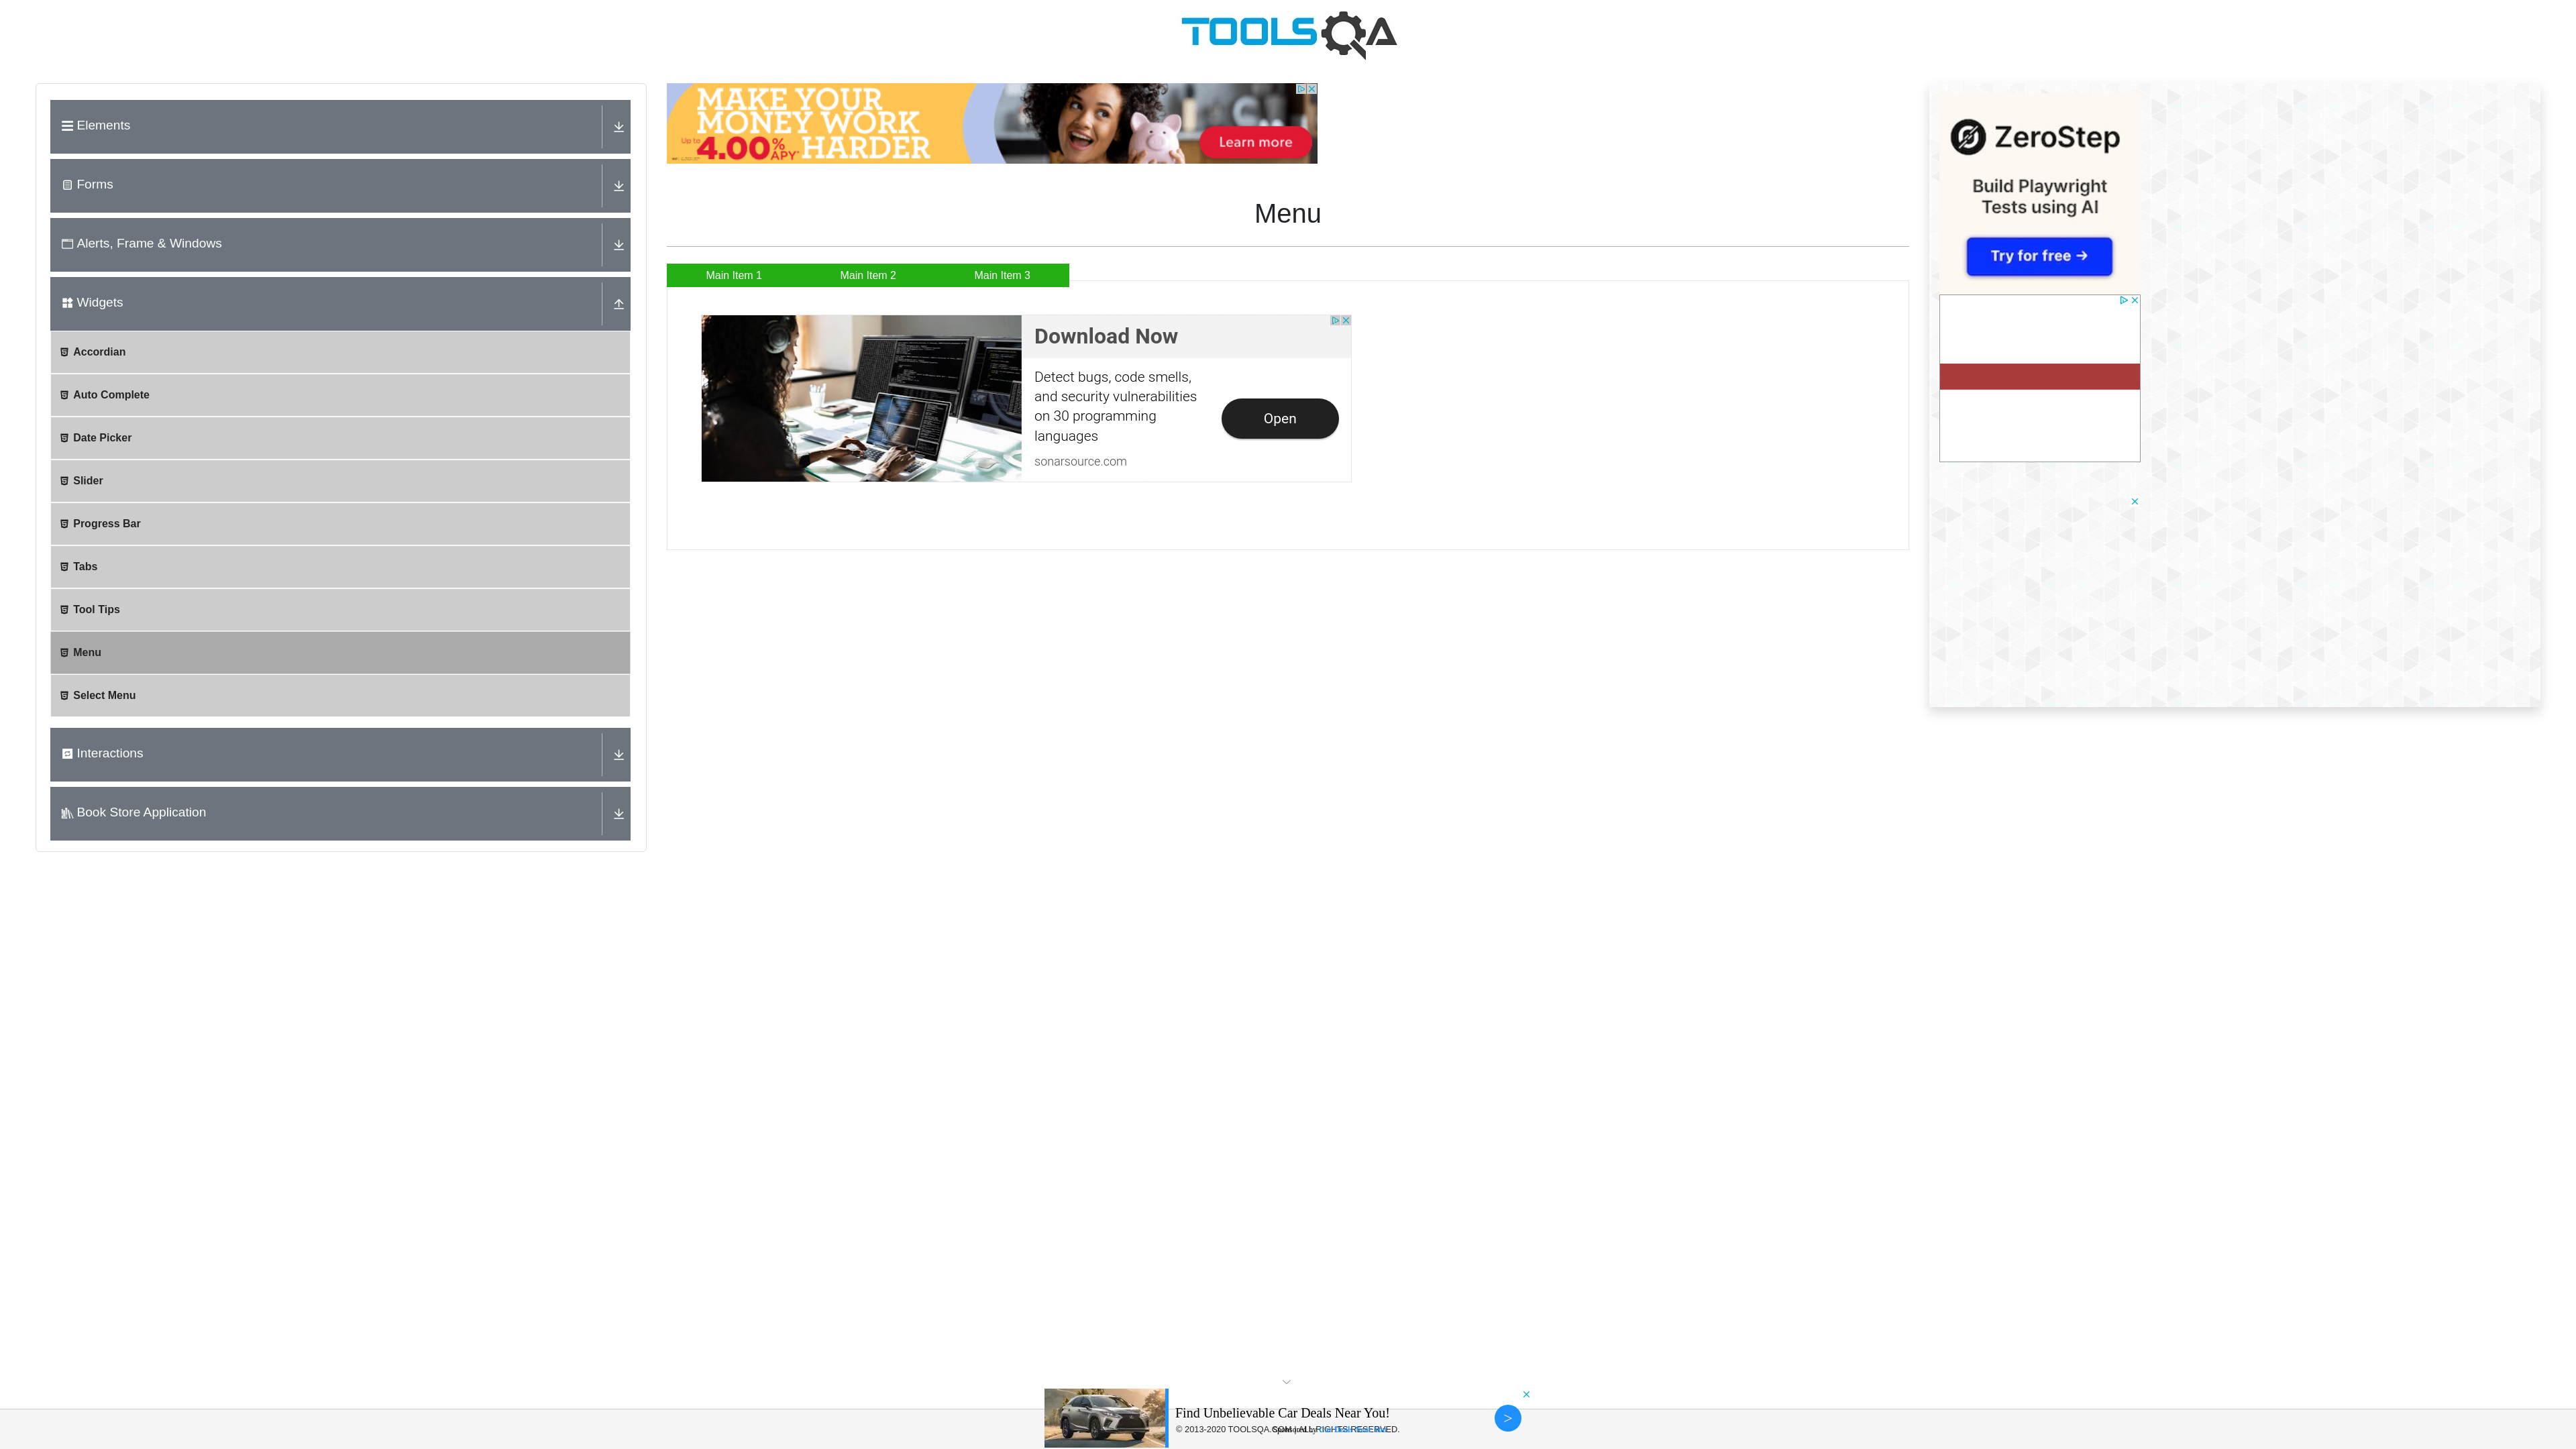 TOOLSQA
Elements
Forms
Alerts, Frame & Windows
Widgets
Accordian
Auto Complete
Date Picker
Slider
Progress Bar
Tabs
Tool Tips
Menu
Select Menu
Interactions
Book Store Application
MAKE YOUR
MONEY WORK
HARDER
Up to
4.00% APY*
Learn more
Menu
Main Item 1 Main Item 2 Main Item 3
Download Now
Detect bugs, code smells,
and security vulnerabilities
on 30 programming
languages
sonarsource.com
Open
ZeroStep
Build Playwright
Tests using AI
Try for free →
Find Unbelievable Car Deals Near You!
© 2013-2020 TOOLSQA.COM | ALL RIGHTS RESERVED.